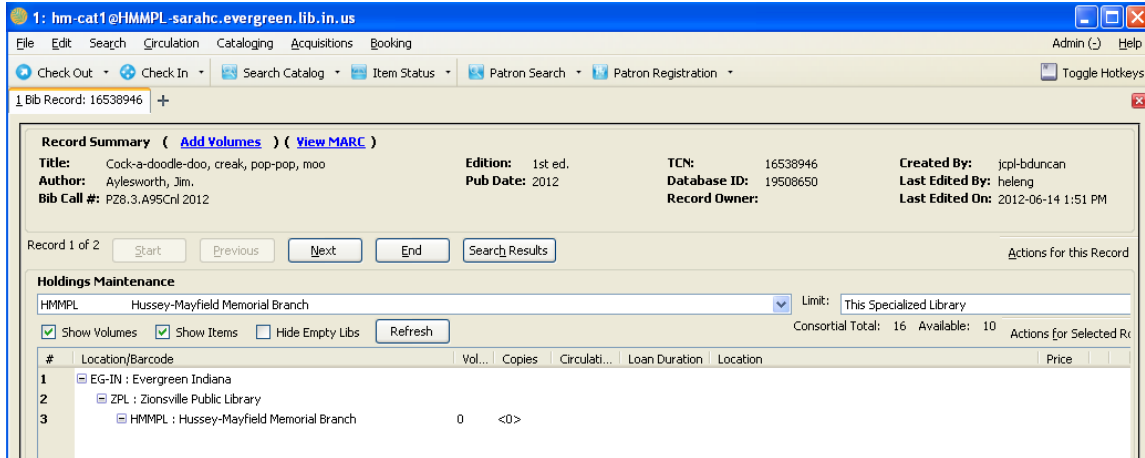 1: hm-cat1@HMMPL-sarahc.evergreen.lib.in.us
File Edit Search Circulation Cataloging Acquisitions Booking Admin (-) Help
Check Out Check In Search Catalog Item Status Patron Search Patron Registration Toggle Hotkeys
1 Bib Record: 16538946 +
Record Summary ( Add Volumes ) ( View MARC )
Title: Cock-a-doodle-doo, creak, pop-pop, moo Edition: 1st ed. TCN: 16538946 Created By: jcpl-bduncan
Author: Aylesworth, Jim. Pub Date: 2012 Database ID: 19508650 Last Edited By: heleng
Bib Call #: PZ8.3.A95Cnl 2012 Record Owner: Last Edited On: 2012-06-14 1:51 PM
Record 1 of 2 Start Previous Next End Search Results Actions for this Record
Holdings Maintenance
HMMPL Hussey-Mayfield Memorial Branch Limit: This Specialized Library
Show Volumes Show Items Hide Empty Libs Refresh Consortial Total: 16 Available: 10 Actions for Selected Ro
# Location/Barcode Vol... Copies Circulati... Loan Duration Location Price
1 EG-IN : Evergreen Indiana
2 ZPL : Zionsville Public Library
3 HMMPL : Hussey-Mayfield Memorial Branch 0 <0>